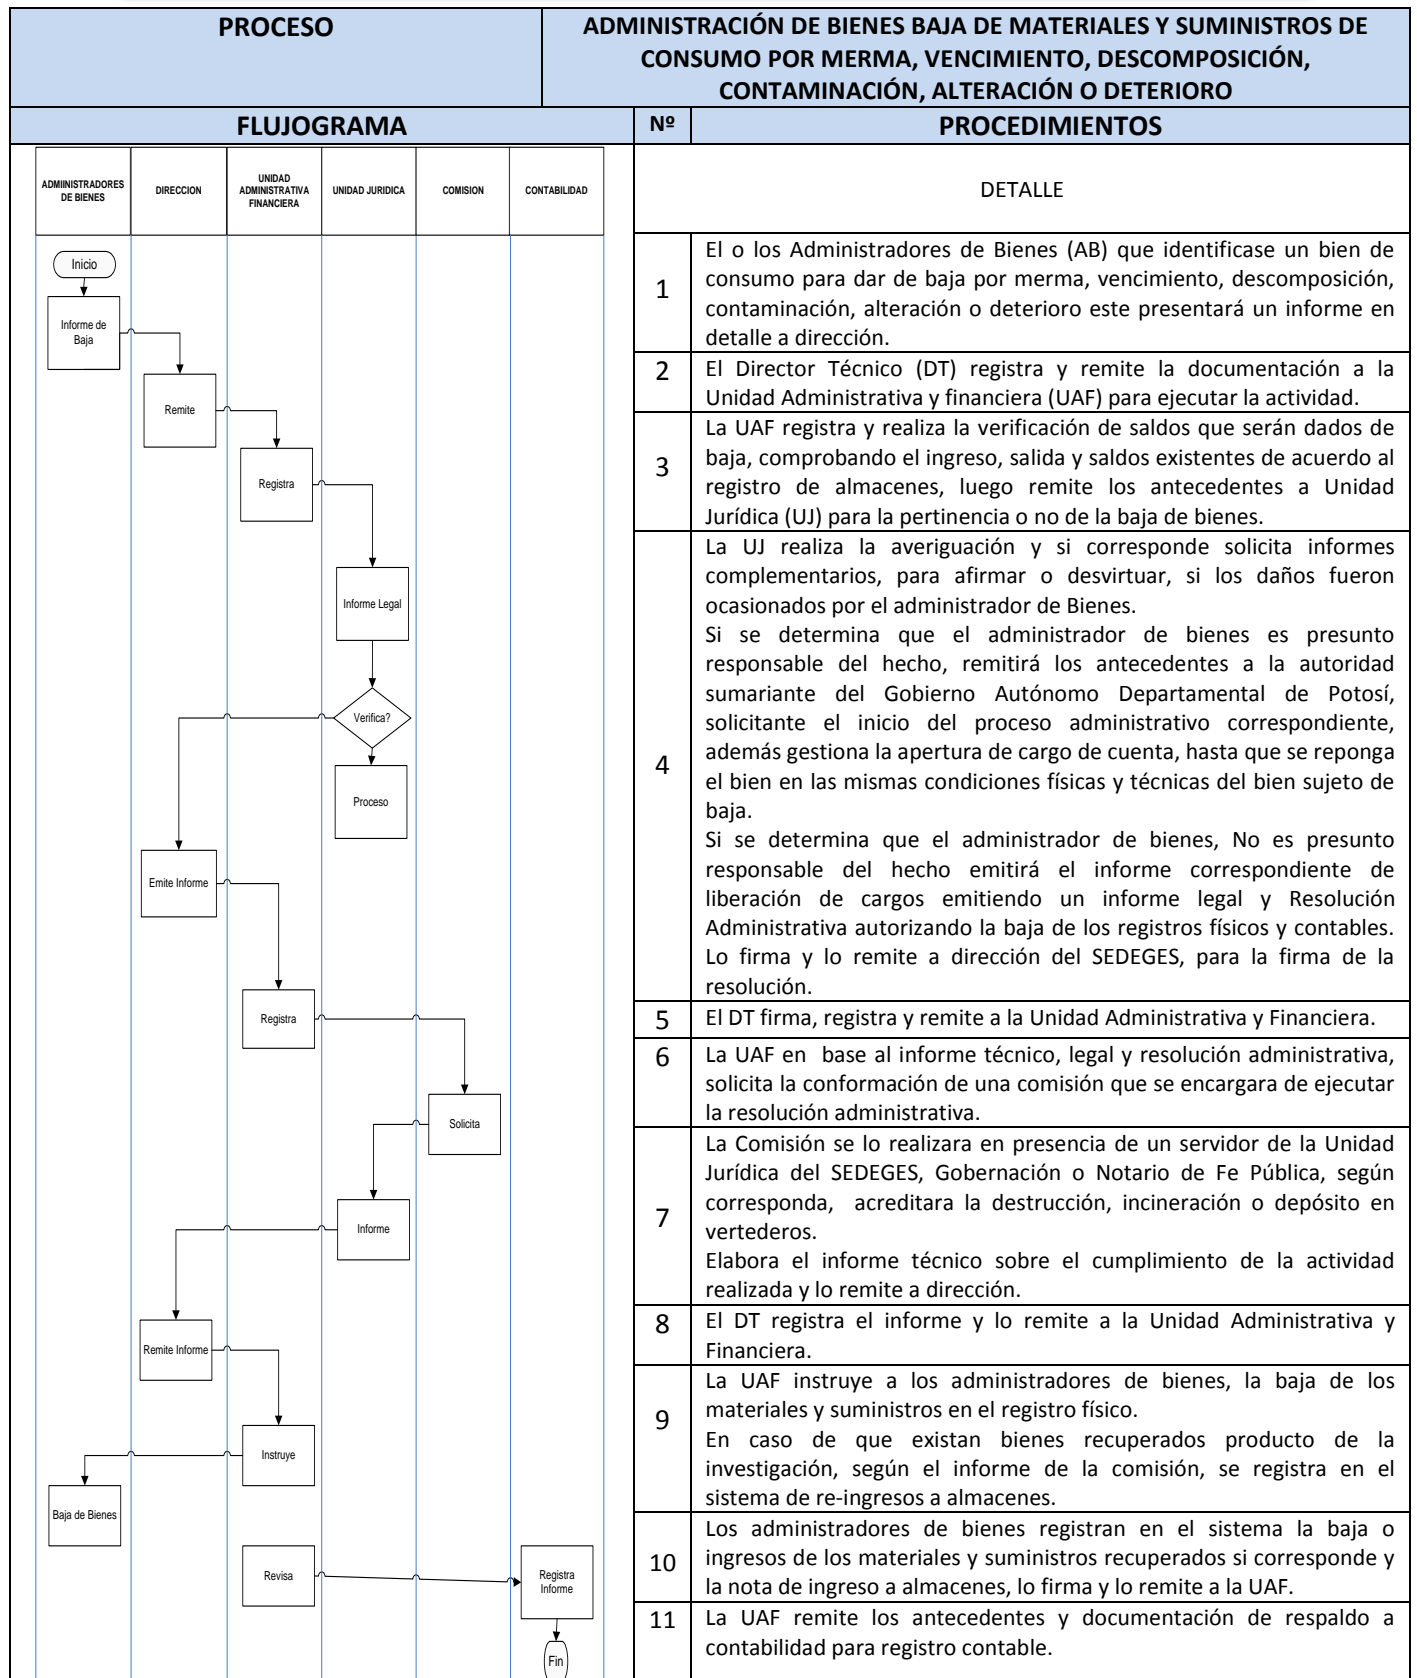 PROCESO
ADMINISTRACIÓN DE BIENES BAJA DE MATERIALES Y SUMINISTROS DE
CONSUMO POR MERMA, VENCIMIENTO, DESCOMPOSICIÓN,
CONTAMINACIÓN, ALTERACIÓN O DETERIORO
FLUJOGRAMA
Nº
PROCEDIMIENTOS
ADMIINISTRADORES
DE BIENES
DIRECCION
UNIDAD
ADMINISTRATIVA
FINANCIERA
UNIDAD JURIDICA
COMISION
CONTABILIDAD
Inicio
Informe de
Baja
Remite
Registra
Informe Legal
Verifica?
Proceso
Emite Informe
Registra
Solicita
Informe
Remite Informe
Instruye
Baja de Bienes
Revisa
Registra
Informe
Fin
DETALLE
1
El o los Administradores de Bienes (AB) que identificase un bien de
consumo para dar de baja por merma, vencimiento, descomposición,
contaminación, alteración o deterioro este presentará un informe en
detalle a dirección.
2
El Director Técnico (DT) registra y remite la documentación a la
Unidad Administrativa y financiera (UAF) para ejecutar la actividad.
3
La UAF registra y realiza la verificación de saldos que serán dados de
baja, comprobando el ingreso, salida y saldos existentes de acuerdo al
registro de almacenes, luego remite los antecedentes a Unidad
Jurídica (UJ) para la pertinencia o no de la baja de bienes.
4
La UJ realiza la averiguación y si corresponde solicita informes
complementarios, para afirmar o desvirtuar, si los daños fueron
ocasionados por el administrador de Bienes.
Si se determina que el administrador de bienes es presunto
responsable del hecho, remitirá los antecedentes a la autoridad
sumariante del Gobierno Autónomo Departamental de Potosí,
solicitante el inicio del proceso administrativo correspondiente,
además gestiona la apertura de cargo de cuenta, hasta que se reponga
el bien en las mismas condiciones físicas y técnicas del bien sujeto de
baja.
Si se determina que el administrador de bienes, No es presunto
responsable del hecho emitirá el informe correspondiente de
liberación de cargos emitiendo un informe legal y Resolución
Administrativa autorizando la baja de los registros físicos y contables.
Lo firma y lo remite a dirección del SEDEGES, para la firma de la
resolución.
5
El DT firma, registra y remite a la Unidad Administrativa y Financiera.
6
La UAF en base al informe técnico, legal y resolución administrativa,
solicita la conformación de una comisión que se encargara de ejecutar
la resolución administrativa.
7
La Comisión se lo realizara en presencia de un servidor de la Unidad
Jurídica del SEDEGES, Gobernación o Notario de Fe Pública, según
corresponda, acreditara la destrucción, incineración o depósito en
vertederos.
Elabora el informe técnico sobre el cumplimiento de la actividad
realizada y lo remite a dirección.
8
El DT registra el informe y lo remite a la Unidad Administrativa y
Financiera.
9
La UAF instruye a los administradores de bienes, la baja de los
materiales y suministros en el registro físico.
En caso de que existan bienes recuperados producto de la
investigación, según el informe de la comisión, se registra en el
sistema de re-ingresos a almacenes.
10
Los administradores de bienes registran en el sistema la baja o
ingresos de los materiales y suministros recuperados si corresponde y
la nota de ingreso a almacenes, lo firma y lo remite a la UAF.
11
La UAF remite los antecedentes y documentación de respaldo a
contabilidad para registro contable.